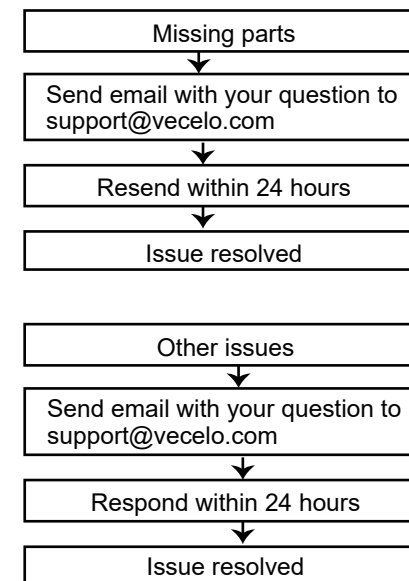 Missing parts
Send email with your question to
support@vecelo.com
Resend within 24 hours
Issue resolved
Other issues
Send email with your question to
support@vecelo.com
Respond within 24 hours
Issue resolved